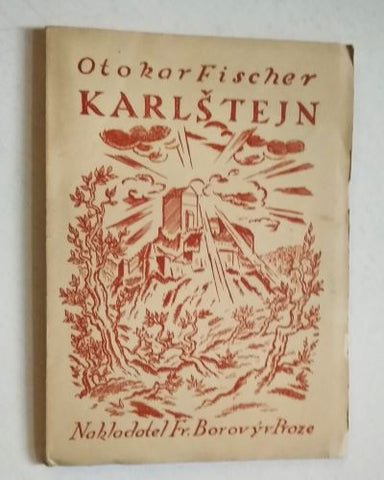 Otokar Fischer
KARLŠTEJN
Nakladatel Fr. Borový v Praze